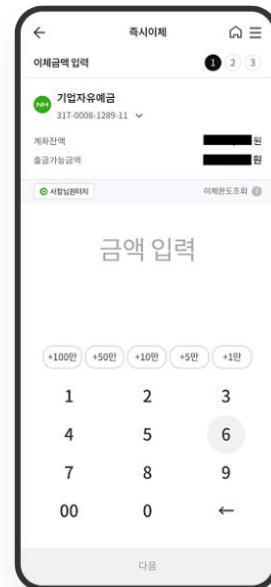 즉시이체
이체금액 입력 1 2 3
NH 기업자유예금
317-0008-1289-11
계좌잔액 원
출금가능금액 원
사장님핀테지 이체한도조회 ?
금액 입력
+100만 +50만 +10만 +5만 +1만
1 2 3
4 5 6
7 8 9
00 0 ←
다음